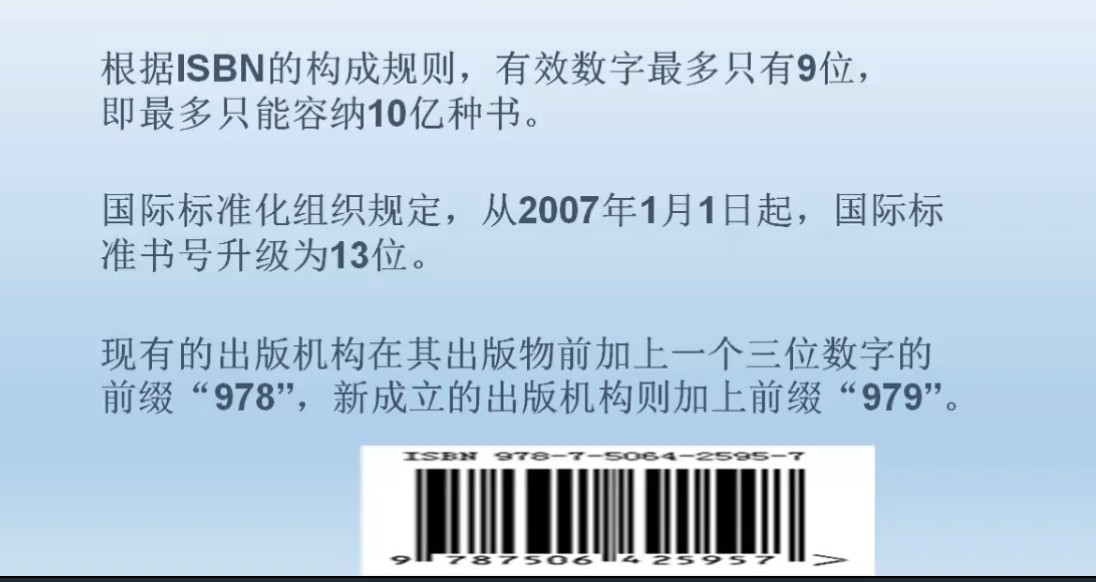 根据ISBN的构成规则，有效数字最多只有9位，
即最多只能容纳10亿种书。
国际标准化组织规定，从2007年1月1日起，国际标
准书号升级为13位。
现有的出版机构在其出版物前加上一个三位数字的
前缀“978”，新成立的出版机构则加上前缀“979”。
ISBN 978-7-5064-2595-7
9 787506 425957 >